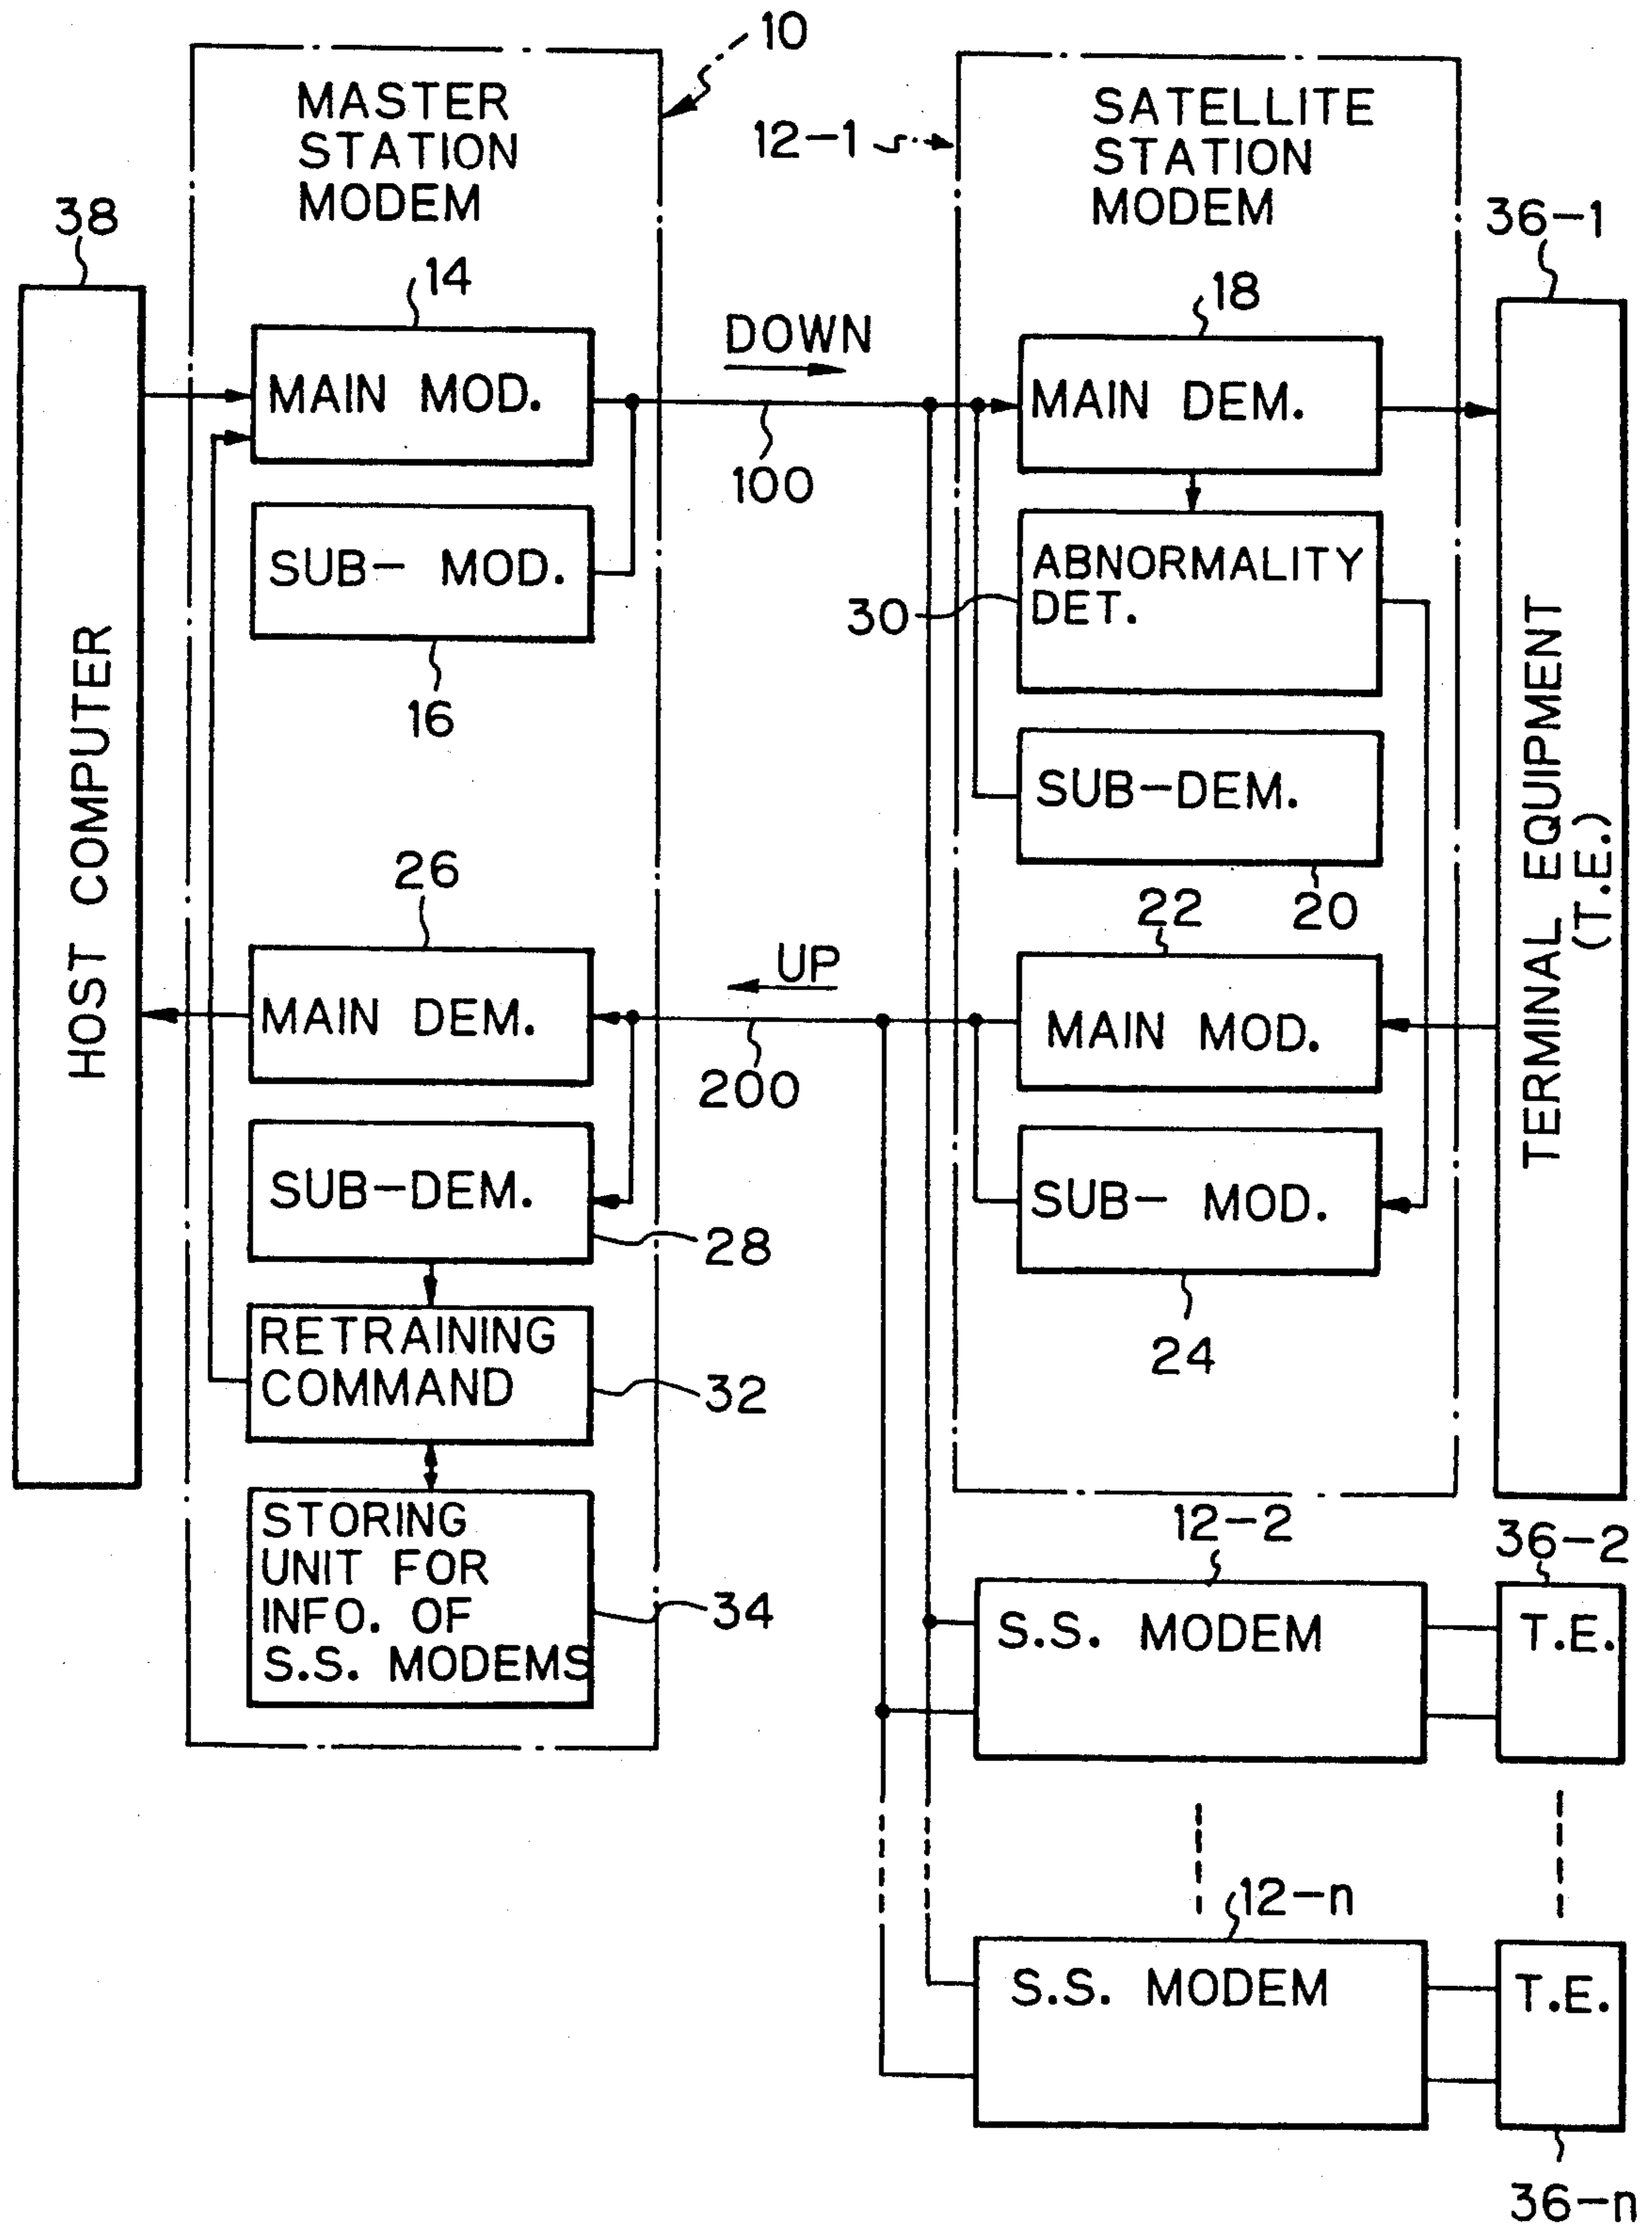 10
MASTER
STATION
MODEM
SATELLITE
STATION
MODEM
12-1
38
36-1
14
18
DOWN
MAIN MOD.
MAIN DEM.
100
SUB- MOD.
ABNORMALITY
DET.
30
16
HOST COMPUTER
TERMINAL EQUIPMENT
(T.E.)
SUB-DEM.
26
22
20
UP
MAIN DEM.
MAIN MOD.
200
SUB-DEM.
SUB- MOD.
28
24
RETRAINING
COMMAND
32
STORING
UNIT FOR
INFO. OF
S.S. MODEMS
34
12-2
36-2
S.S. MODEM
T.E.
12-n
S.S. MODEM
T.E.
36-n